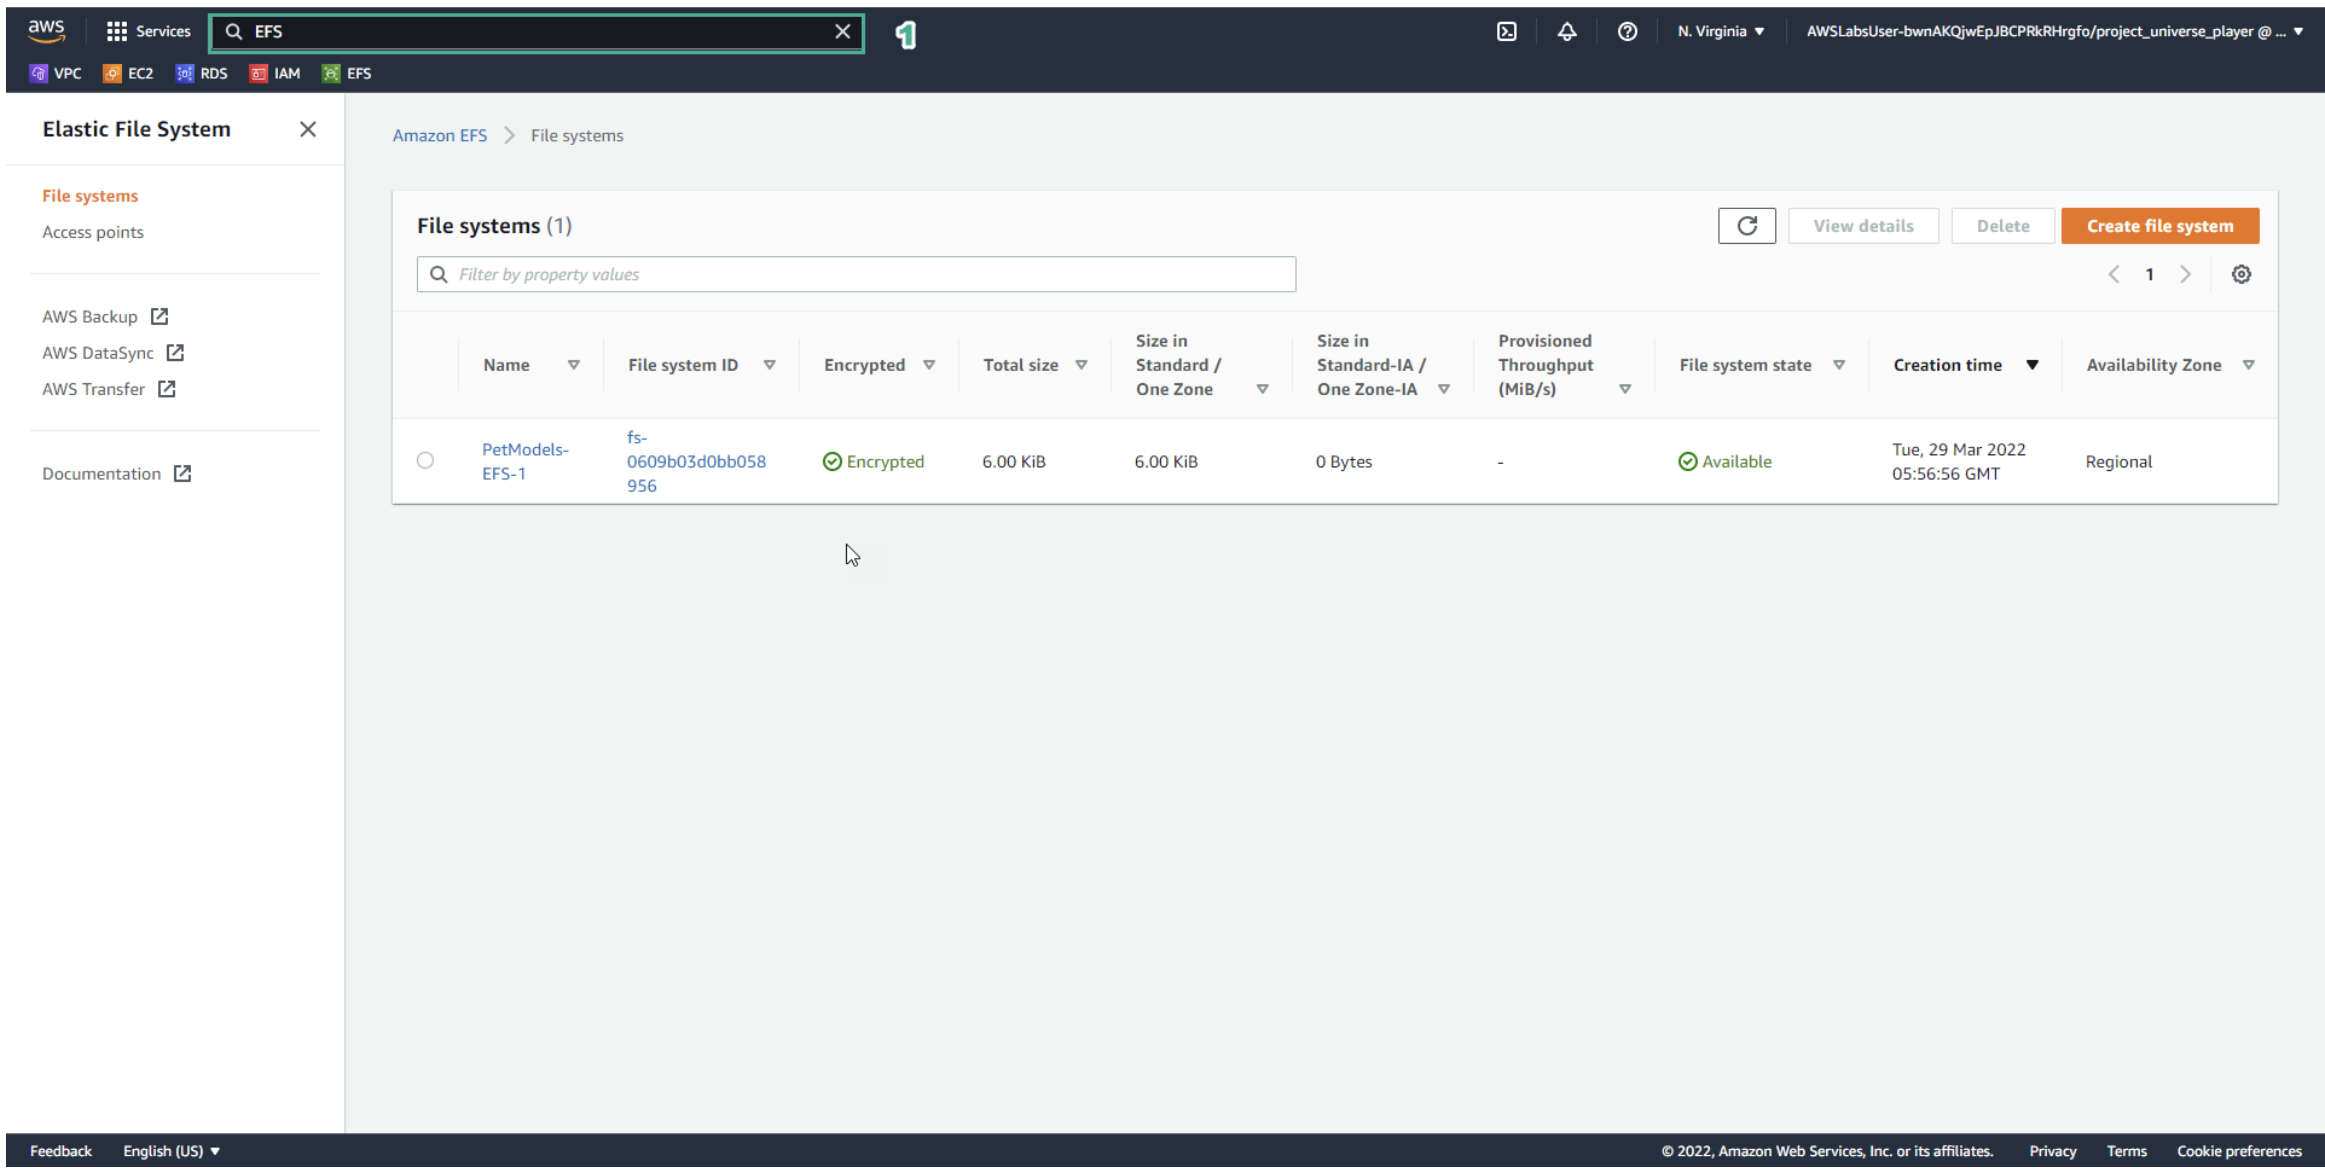 aws Services EFS 1 N. Virginia AWSLabsUser-bwnAKQjwEpJBCPRkRHrgfo/project_universe_player @ ...
VPC EC2 RDS IAM EFS
Elastic File System
File systems
Access points
AWS Backup
AWS DataSync
AWS Transfer
Documentation
Amazon EFS File systems
File systems (1) View details Delete Create file system
Filter by property values 1
Name
File system ID
Encrypted
Total size
Size in
Standard /
One Zone
Size in
Standard-IA /
One Zone-IA
Provisioned
Throughput
(MiB/s)
File system state
Creation time
Availability Zone
PetModels-
EFS-1
fs-
0609b03d0bb058
956
Encrypted
6.00 KiB
6.00 KiB
0 Bytes
-
Available
Tue, 29 Mar 2022
05:56:56 GMT
Regional
Feedback English (US) © 2022, Amazon Web Services, Inc. or its affiliates. Privacy Terms Cookie preferences